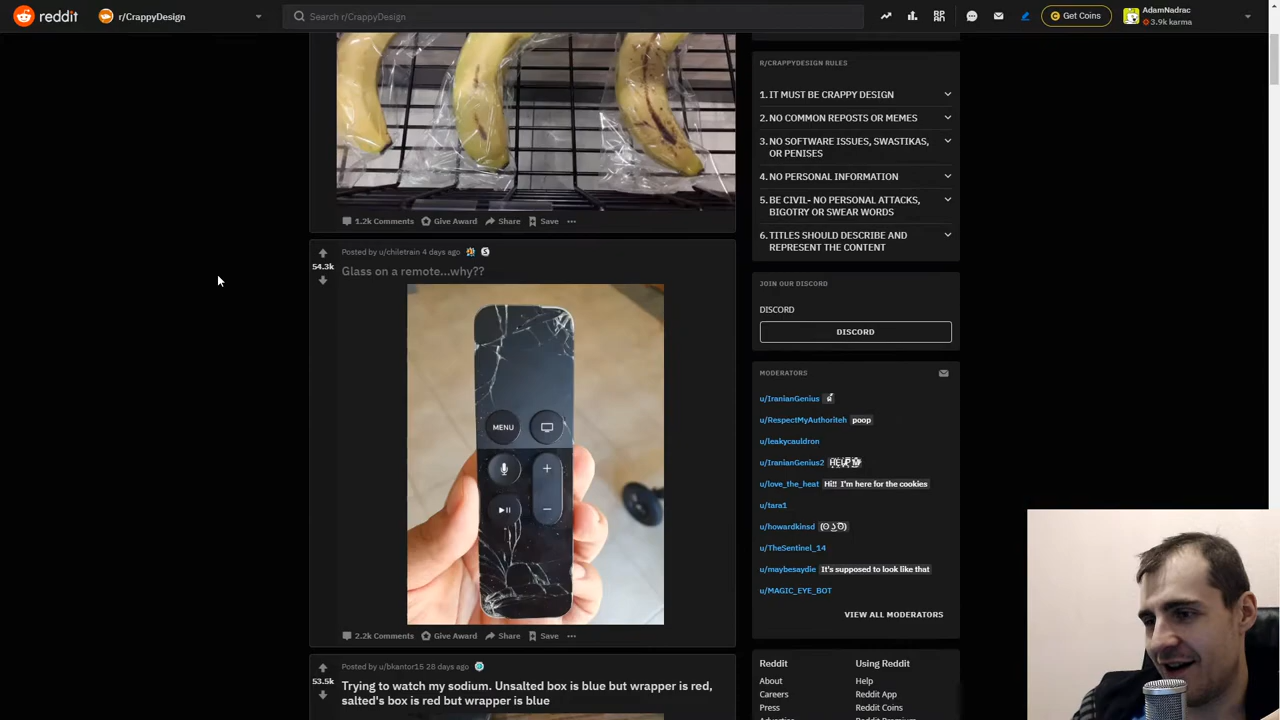 reddit
r/CrappyDesign
Search r/CrappyDesign
Get Coins
AdamNadrac
3.9k karma
1.2k Comments
Give Award
Share
Save
Posted by u/chiletrain 4 days ago
54.3k
Glass on a remote...why??
MENU
2.2k Comments
Give Award
Share
Save
Posted by u/bkantor15 28 days ago
53.5k
Trying to watch my sodium. Unsalted box is blue but wrapper is red,
salted's box is red but wrapper is blue
R/CRAPPYDESIGN RULES
1. IT MUST BE CRAPPY DESIGN
2. NO COMMON REPOSTS OR MEMES
3. NO SOFTWARE ISSUES, SWASTIKAS,
OR PENISES
4. NO PERSONAL INFORMATION
5. BE CIVIL- NO PERSONAL ATTACKS,
BIGOTRY OR SWEAR WORDS
6. TITLES SHOULD DESCRIBE AND
REPRESENT THE CONTENT
JOIN OUR DISCORD
DISCORD
DISCORD
MODERATORS
u/IranianGenius
u/RespectMyAuthoriteh poop
u/leakycauldron
u/IranianGenius2
u/love_the_heat Hi!! I'm here for the cookies
u/tara1
u/howardkinsd
u/TheSentinel_14
u/maybesaydie It's supposed to look like that
u/MAGIC_EYE_BOT
VIEW ALL MODERATORS
Reddit
Using Reddit
About
Help
Careers
Reddit App
Press
Reddit Coins
Advertise
Reddit Premium